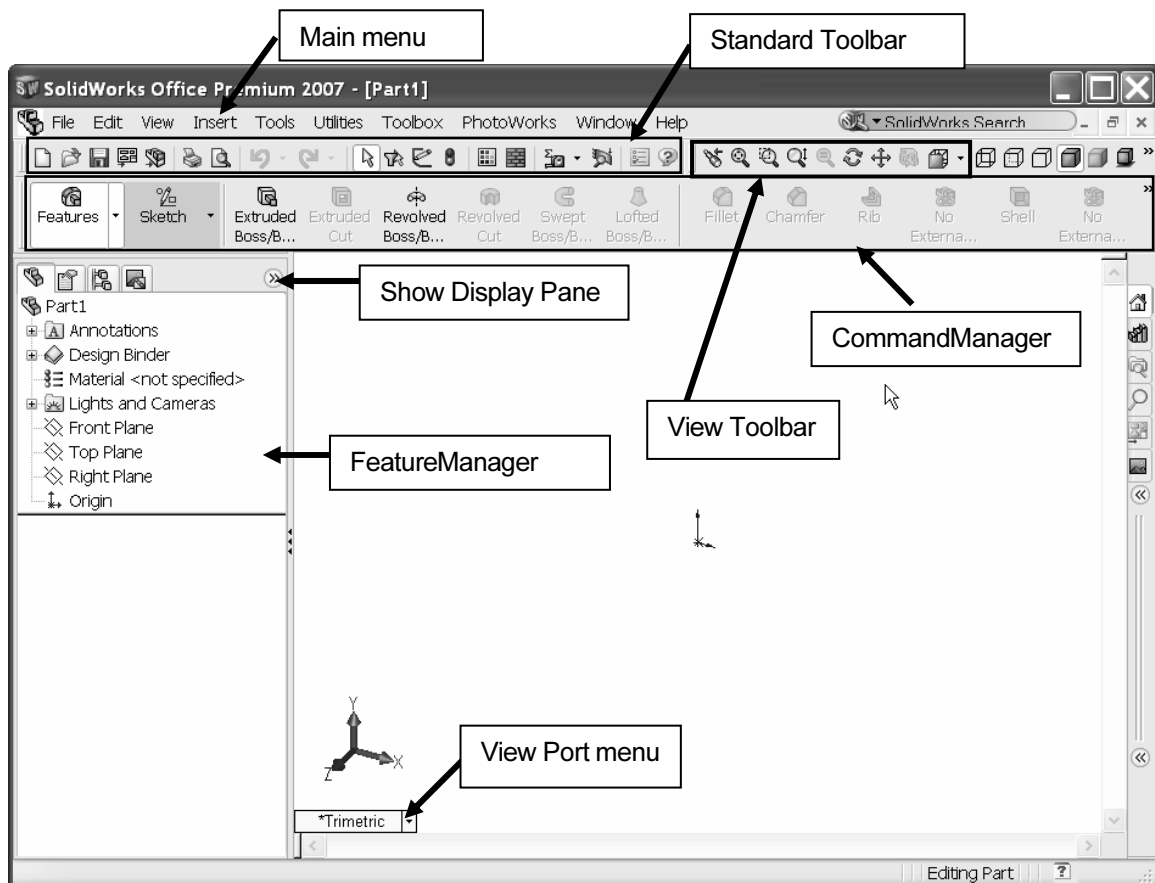 Main menu
Standard Toolbar
SolidWorks Office Premium 2007 - [Part1]
File Edit View Insert Tools Utilities Toolbox PhotoWorks Window Help SolidWorks Search
Features Sketch Extruded Boss/B... Extruded Cut Revolved Boss/B... Revolved Cut Swept Boss/B... Lofted Boss/B... Fillet Chamfer Rib No Externa... Shell No Externa...
Show Display Pane
Part1
Annotations
Design Binder
Material <not specified>
Lights and Cameras
Front Plane
Top Plane
Right Plane
Origin
CommandManager
View Toolbar
FeatureManager
Y
X
Z
View Port menu
*Trimetric
Editing Part